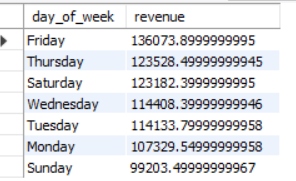 day_of_week revenue
Friday 136073.8999999995
Thursday 123528.49999999945
Saturday 123182.3999999995
Wednesday 114408.39999999946
Tuesday 114133.79999999958
Monday 107329.54999999958
Sunday 99203.49999999967